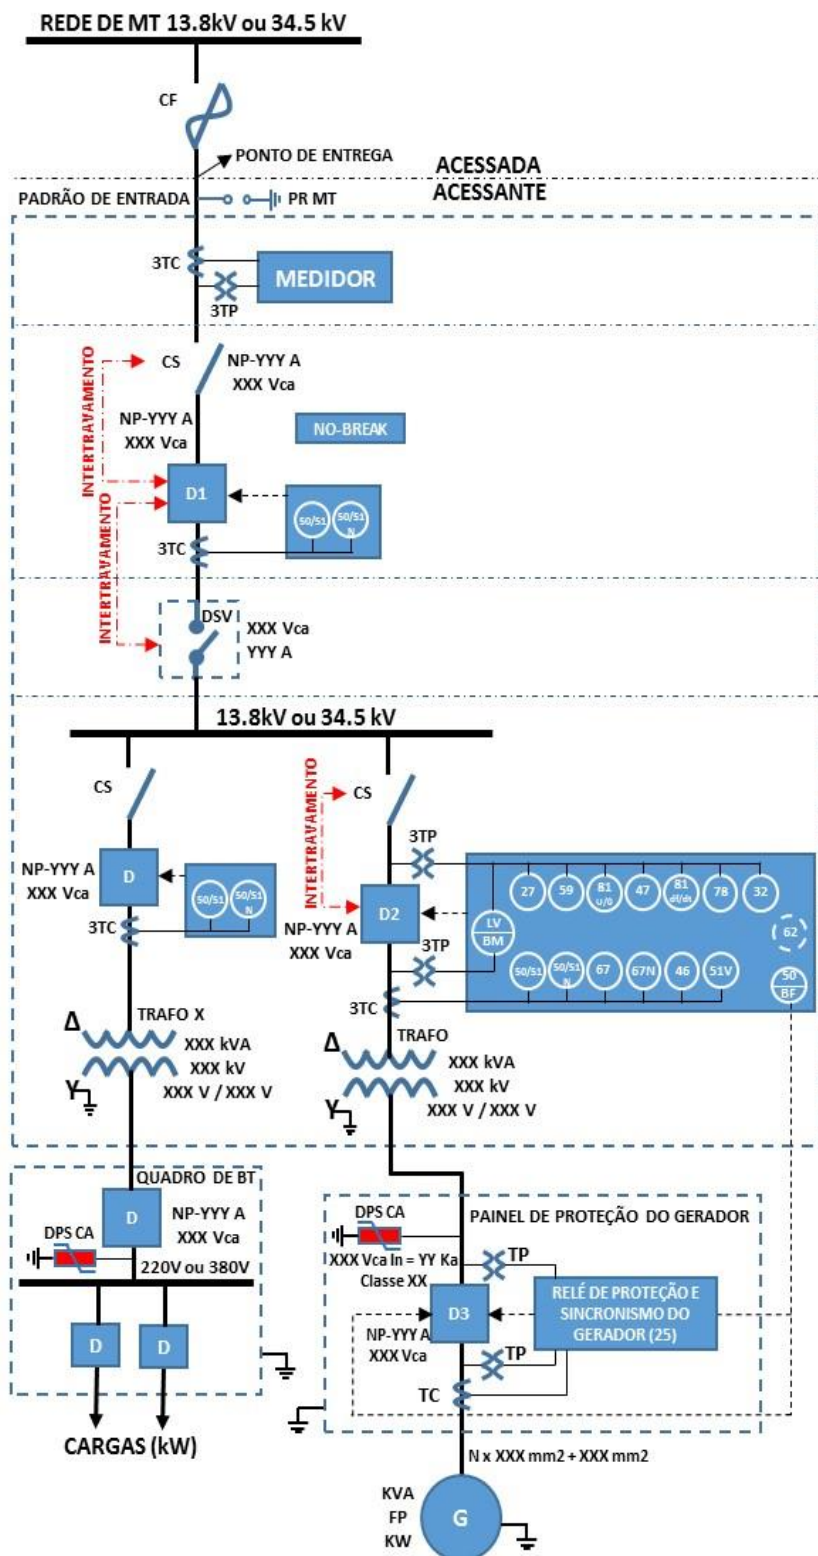 REDE DE MT 13.8kV ou 34.5 kV
CF
PONTO DE ENTREGA
ACESSADA
ACESSANTE
PADRÃO DE ENTRADA
PR MT
3TC
MEDIDOR
3TP
INTERTRAVAMENTO
CS
NP-YYY A
XXX Vca
NP-YYY A
XXX Vca
NO-BREAK
D1
50/51
50/51
N
3TC
INTERTRAVAMENTO
DSV
XXX Vca
YYY A
13.8kV ou 34.5 kV
CS
INTERTRAVAMENTO
CS
3TP
NP-YYY A
XXX Vca
D
50/51
50/51
N
3TC
D2
NP-YYY A
XXX Vca
3TP
3TC
LV
BM
27
59
81
U/O
47
81
df/dt
78
32
62
50/51
50/51
N
67
67N
46
51V
50
BF
TRAFO X
Δ
XXX kVA
XXX kV
XXX V / XXX V
Y
TRAFO
Δ
XXX kVA
XXX kV
XXX V / XXX V
Y
QUADRO DE BT
D
NP-YYY A
XXX Vca
DPS CA
220V ou 380V
D
D
CARGAS (kW)
DPS CA
PAINEL DE PROTEÇÃO DO GERADOR
XXX Vca In = YY Ka
Classe XX
TP
D3
RELÉ DE PROTEÇÃO E
SINCRONISMO DO
GERADOR (25)
NP-YYY A
XXX Vca
TP
TC
N x XXX mm2 + XXX mm2
KVA
FP
KW
G